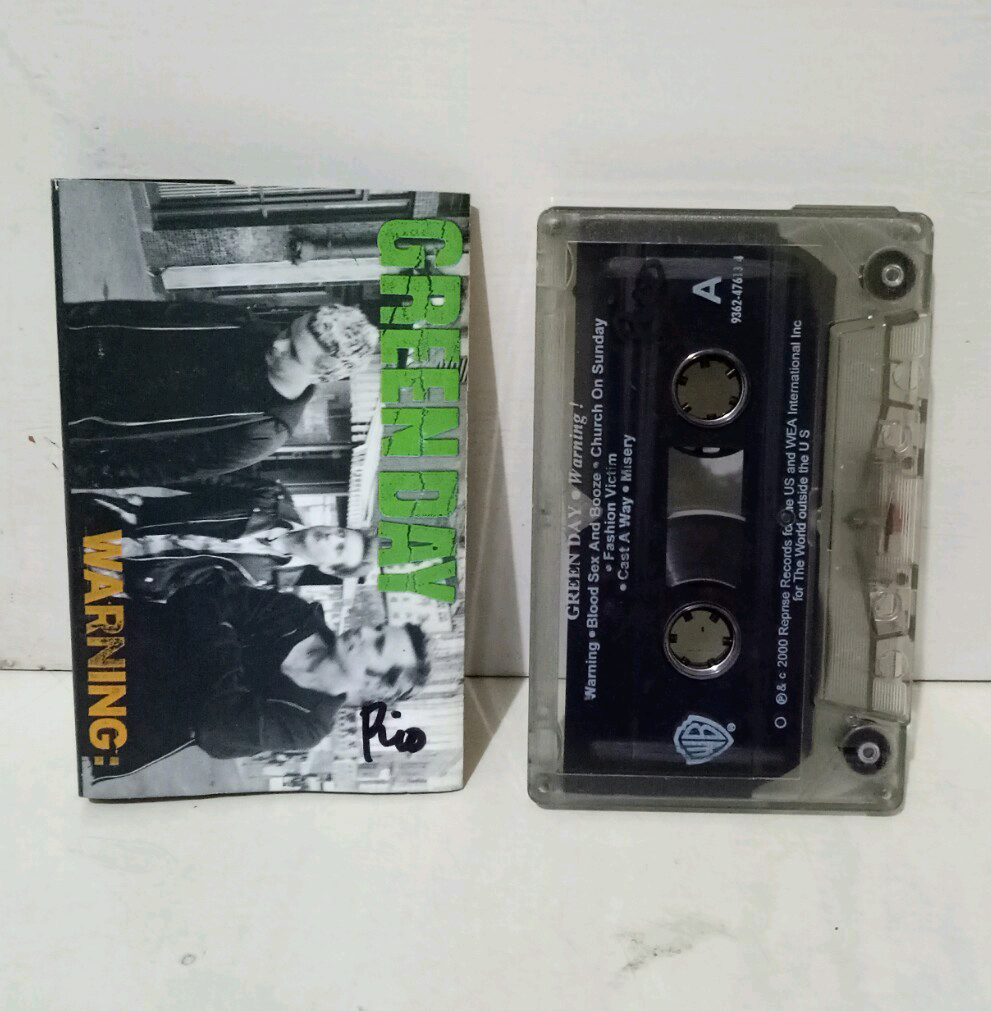 GREEN DAY
WARNING:
Rio
A
9362-47613 4
GREEN DAY • Warning !
Warning • Blood Sex And Booze • Church On Sunday
• Fashion Victim
• Cast A Way • Misery
WB ®
O ℗ & c 2000 Reprise Records for the US and WEA International Inc
for The World outside the U S